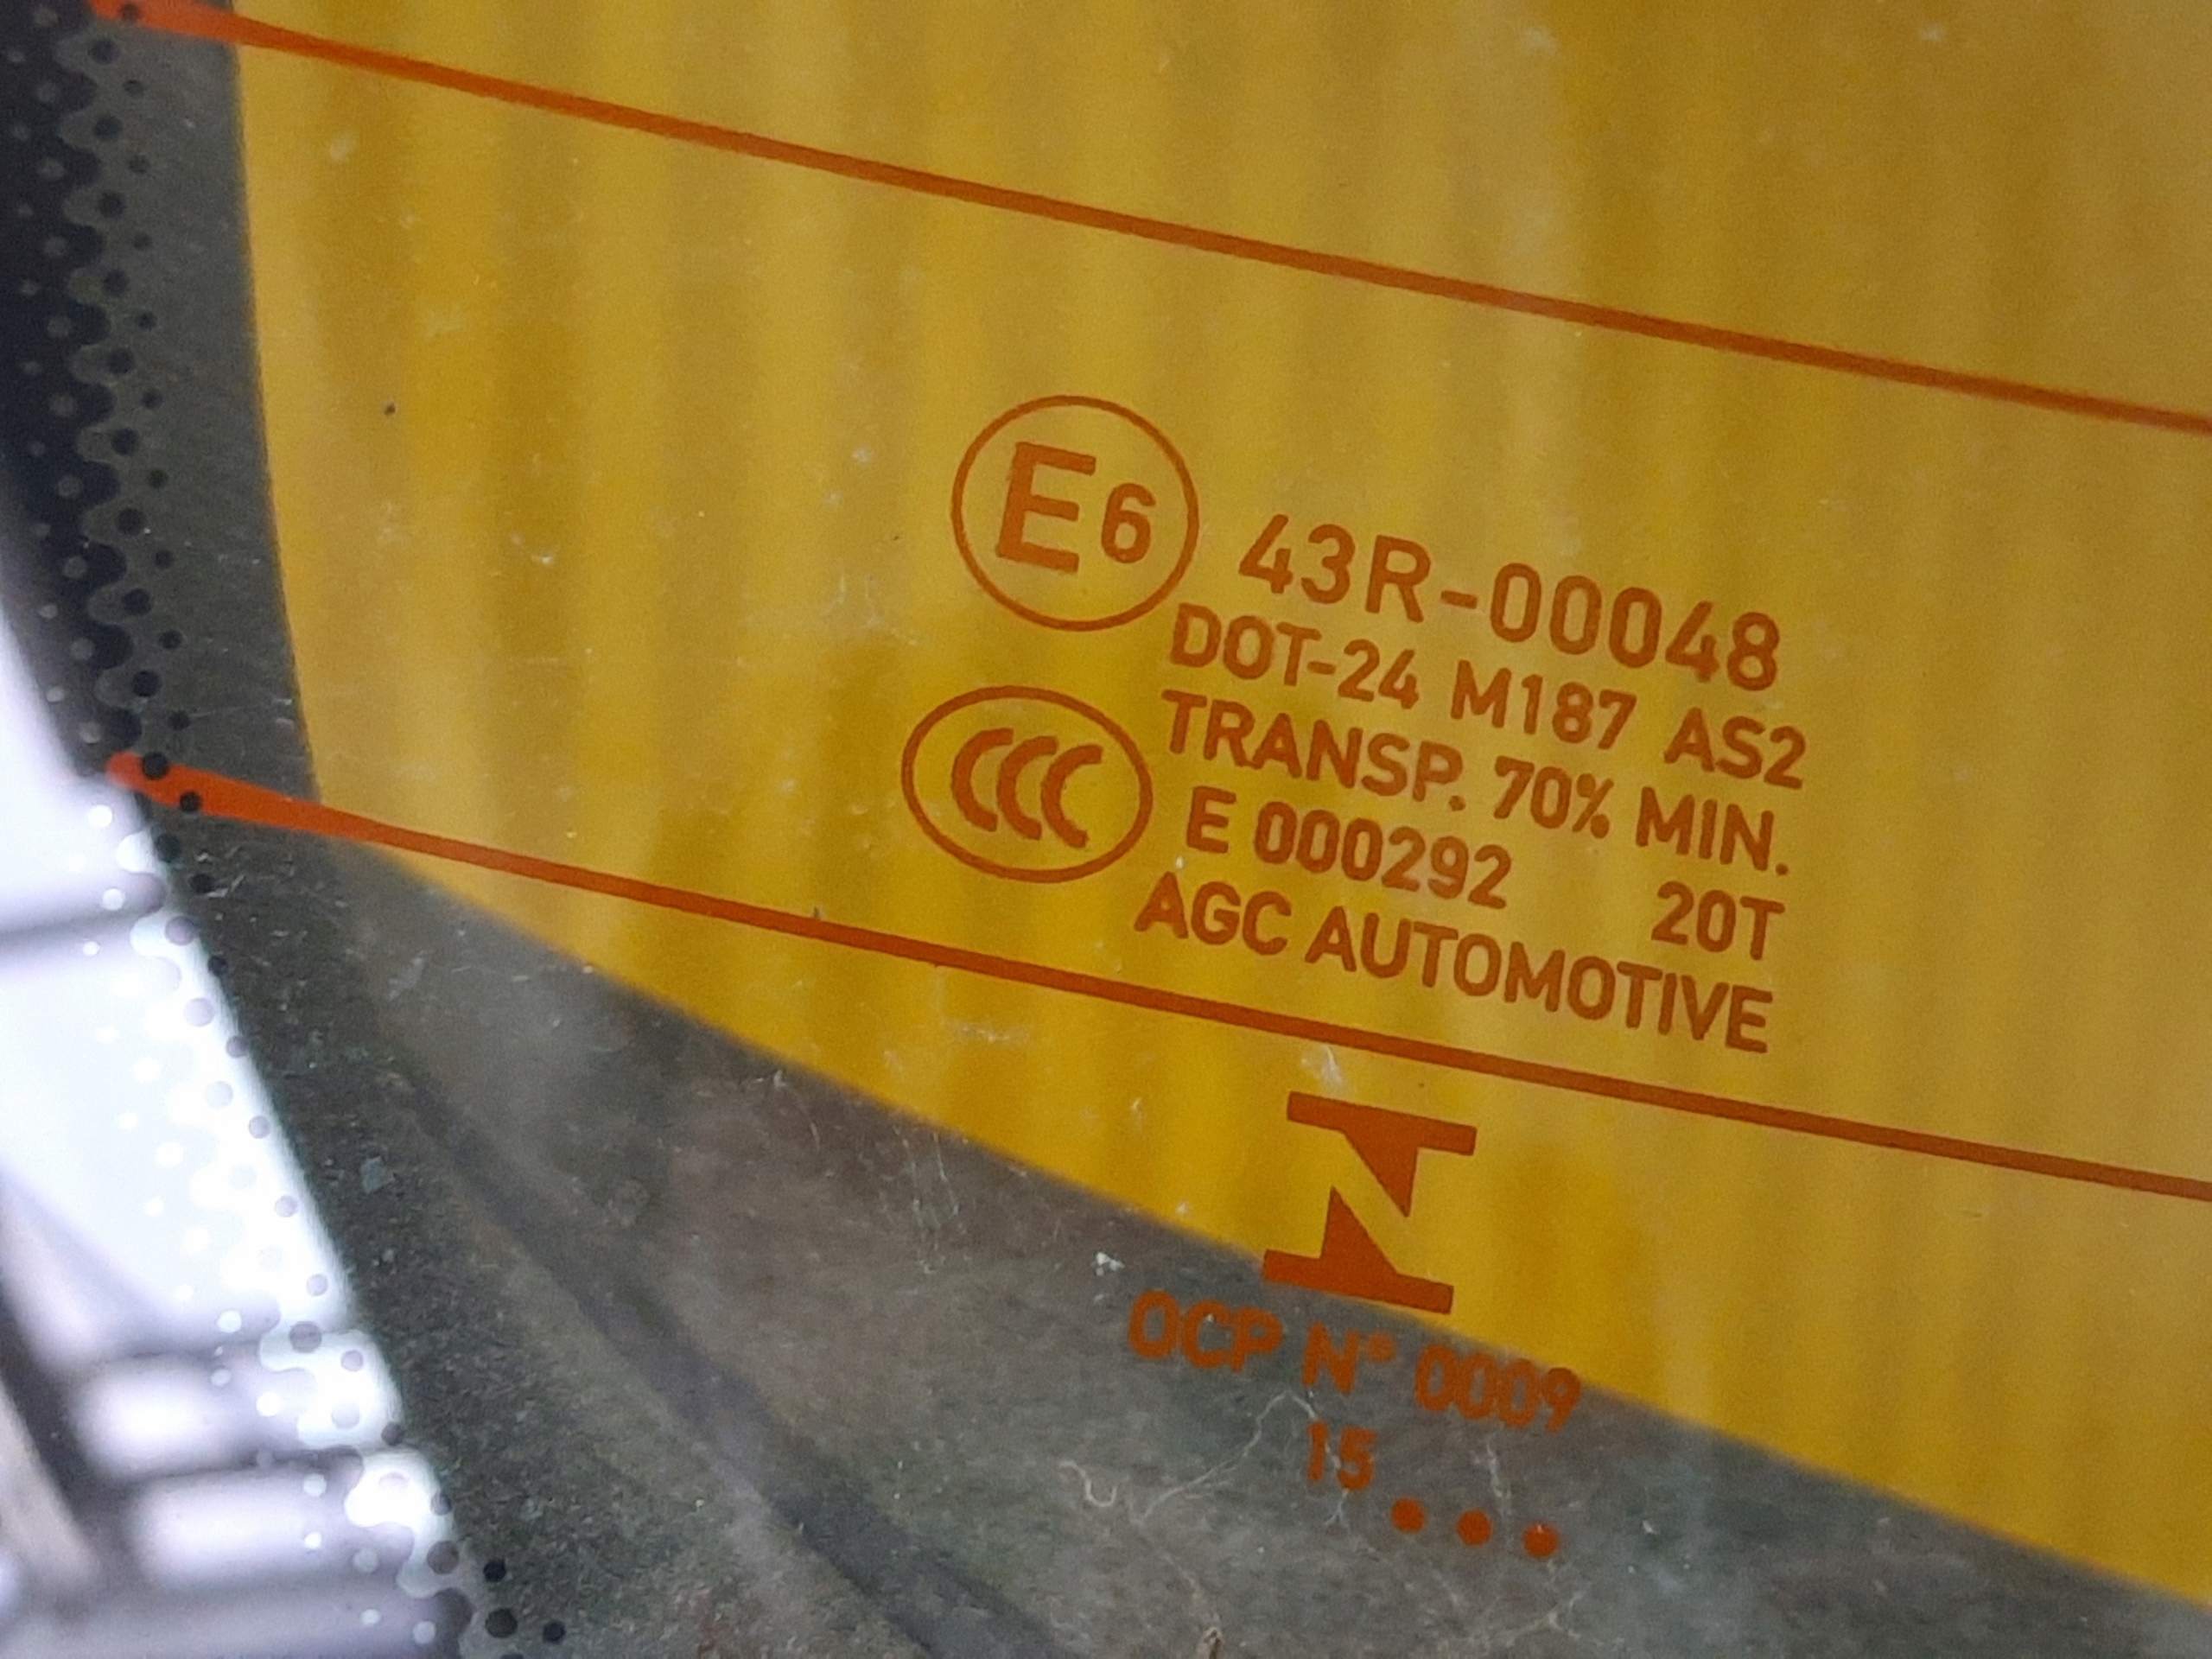 E6 43R-00048
DOT-24 M187 AS2
TRANSP. 70% MIN.
CCC E 000292 20T
AGC AUTOMOTIVE
OCP N° 0009
15...